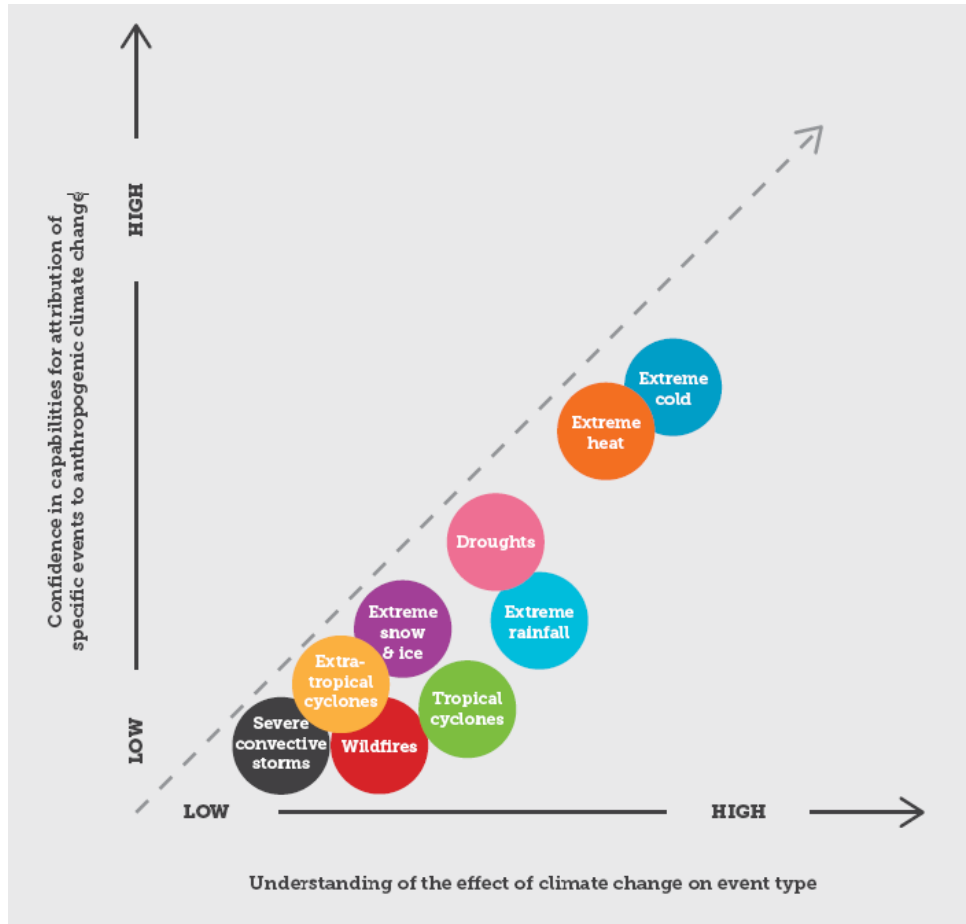 Confidence in capabilities for attribution of
specific events to anthropogenic climate change
HIGH
LOW
Extreme
cold
Extreme
heat
Droughts
Extreme
rainfall
Extreme
snow
& ice
Extra-
tropical
cyclones
Tropical
cyclones
Severe
convective
storms
Wildfires
LOW
HIGH
Understanding of the effect of climate change on event type